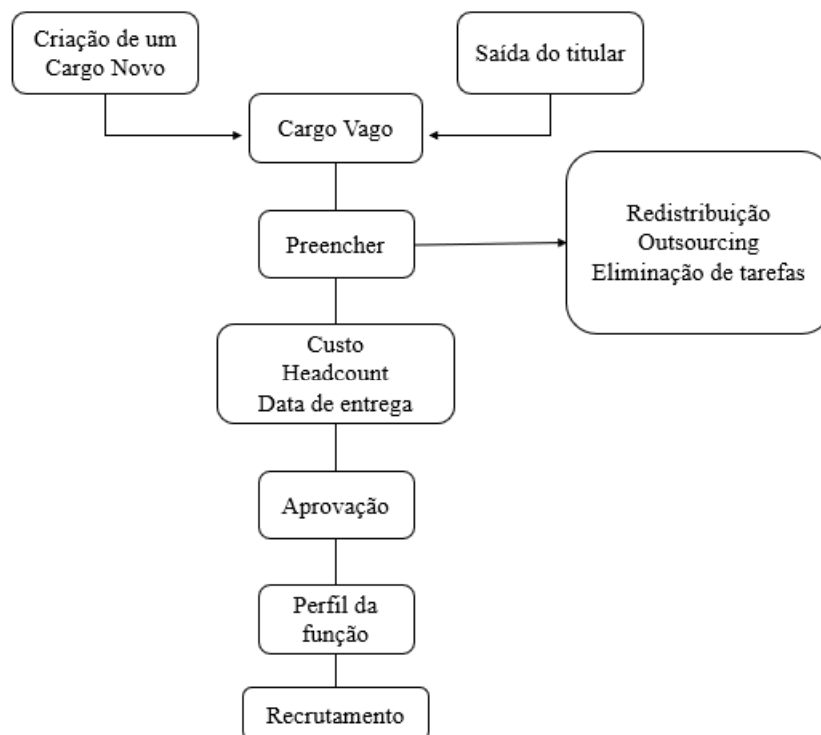 Criação de um
Cargo Novo
Saída do titular
Cargo Vago
Preencher
Redistribuição
Outsourcing
Eliminação de tarefas
Custo
Headcount
Data de entrega
Aprovação
Perfil da
função
Recrutamento